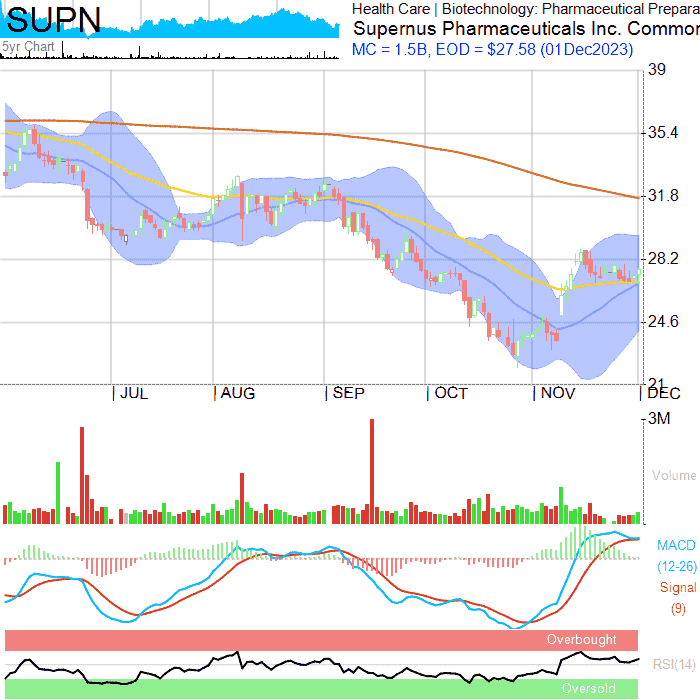 SUPN
5yr Chart
Health Care | Biotechnology: Pharmaceutical Prepara
Supernus Pharmaceuticals Inc. Common
MC = 1.5B, EOD = $27.58 (01Dec2023)
39
35.4
31.8
28.2
24.6
21
JUL AUG SEP OCT NOV DEC
3M
Volume
MACD
(12-26)
Signal
(9)
Overbought
RSI(14)
Oversold